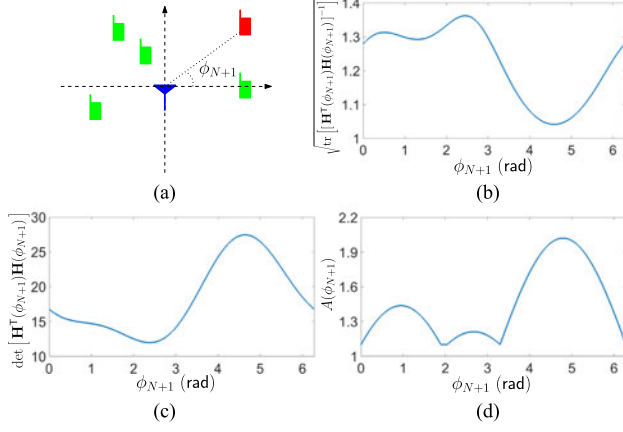 ϕ_{N+1}
(a)
√tr[[H^T(ϕ_{N+1})H(ϕ_{N+1})]^{-1}]
1.4
1.3
1.2
1.1
1
0 1 2 3 4 5 6
ϕ_{N+1} (rad)
(b)
det[H^T(ϕ_{N+1})H(ϕ_{N+1})]
30
25
20
15
10
0 1 2 3 4 5 6
ϕ_{N+1} (rad)
(c)
A(ϕ_{N+1})
2.2
1.9
1.6
1.3
1
0 1 2 3 4 5 6
ϕ_{N+1} (rad)
(d)